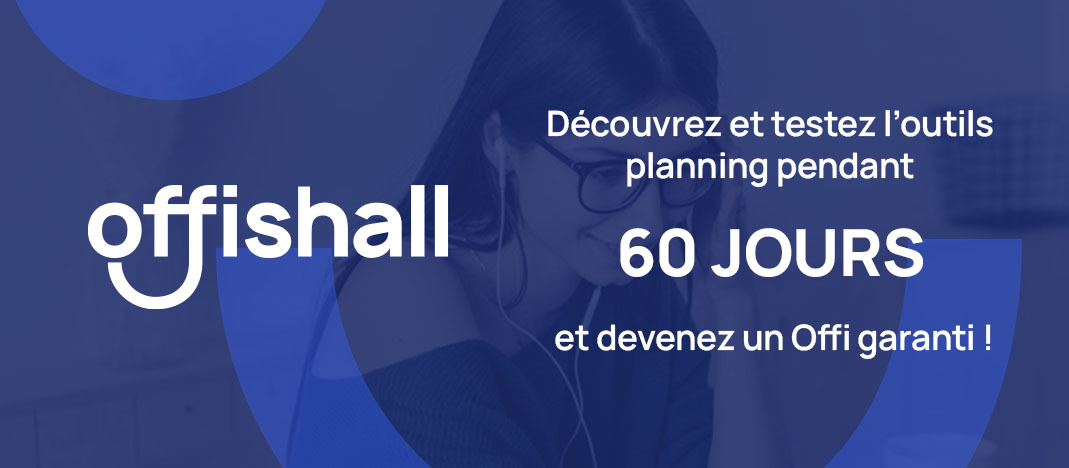 offishall
Découvrez et testez l'outils
planning pendant
60 JOURS
et devenez un Offi garanti !